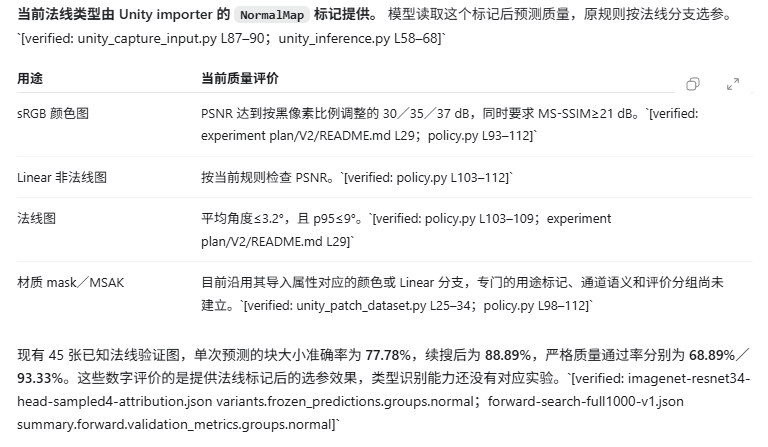 当前法线类型由 Unity importer 的 NormalMap 标记提供。 模型读取这个标记后预测质量，原规则按法线分支选参。
`[verified: unity_capture_input.py L87–90；unity_inference.py L58–68]`
用途 当前质量评价
sRGB 颜色图 PSNR 达到按黑像素比例调整的 30／35／37 dB，同时要求 MS-SSIM≥21 dB。`[verified:
experiment plan/V2/README.md L29；policy.py L93–112]`
Linear 非法线图 按当前规则检查 PSNR。`[verified: policy.py L103–112]`
法线图 平均角度≤3.2°，且 p95≤9°。`[verified: policy.py L103–109；experiment
plan/V2/README.md L29]`
材质 mask／MSAK 目前沿用其导入属性对应的颜色或 Linear 分支，专门的用途标记、通道语义和评价分组尚未
建立。`[verified: unity_patch_dataset.py L25–34；policy.py L98–112]`
现有 45 张已知法线验证图，单次预测的块大小准确率为 77.78%，续搜后为 88.89%，严格质量通过率分别为 68.89%／
93.33%。这些数字评价的是提供法线标记后的选参效果，类型识别能力还没有对应实验。`[verified: imagenet-resnet34-
head-sampled4-attribution.json variants.frozen_predictions.groups.normal；forward-search-full1000-v1.json
summary.forward.validation_metrics.groups.normal]`